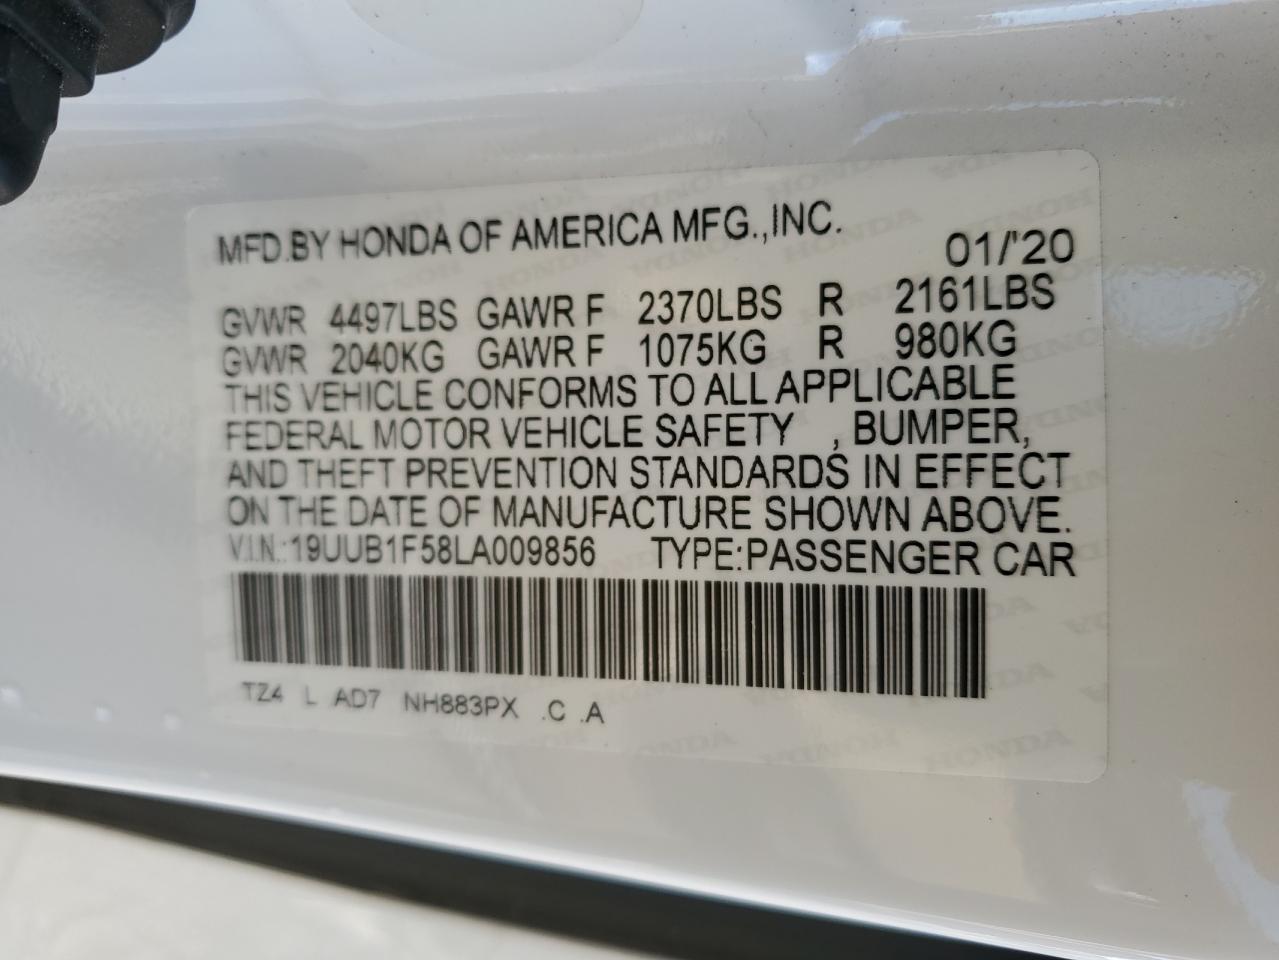 MFD.BY HONDA OF AMERICA MFG.,INC.
01/'20
GVWR 4497LBS GAWR F 2370LBS R 2161LBS
GVWR 2040KG GAWR F 1075KG R 980KG
THIS VEHICLE CONFORMS TO ALL APPLICABLE
FEDERAL MOTOR VEHICLE SAFETY , BUMPER,
AND THEFT PREVENTION STANDARDS IN EFFECT
ON THE DATE OF MANUFACTURE SHOWN ABOVE.
V.I.N.:19UUB1F58LA009856 TYPE:PASSENGER CAR
TZ4 L AD7 NH883PX .C .A